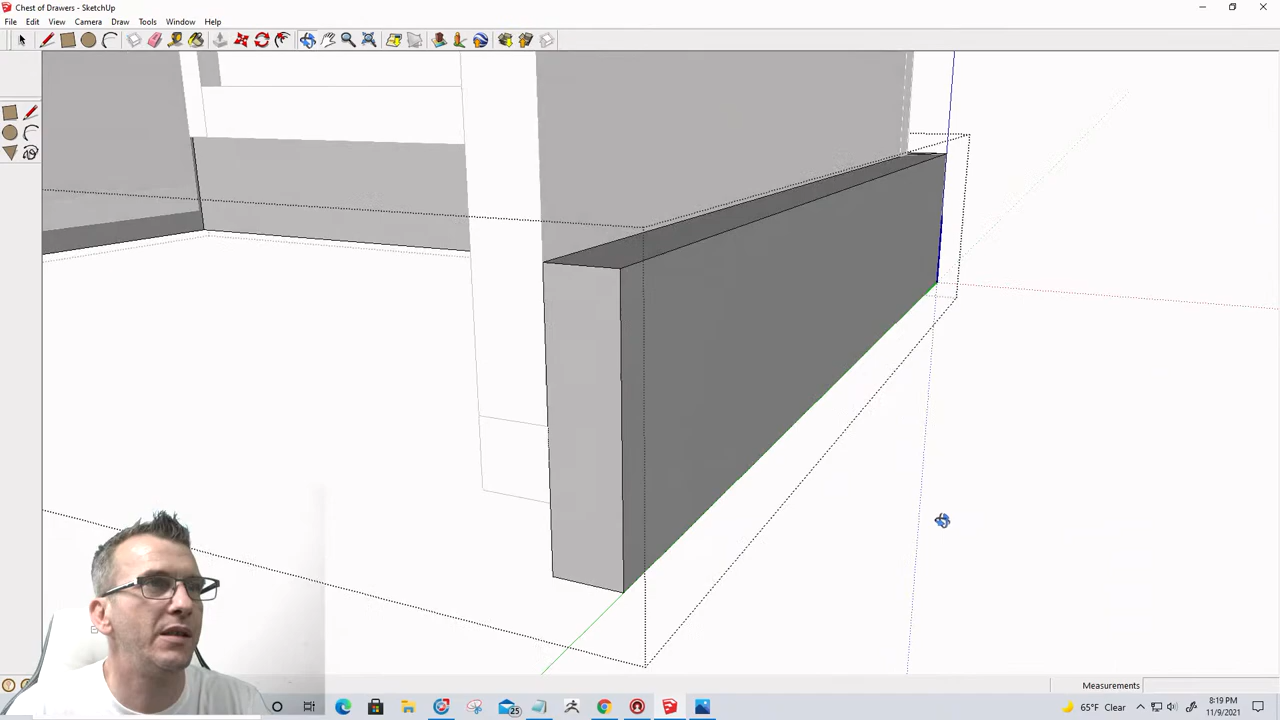 Chest of Drawers - SketchUp
File Edit View Camera Draw Tools Window Help
Measurements
25
65°F Clear
8:19 PM
11/9/2021